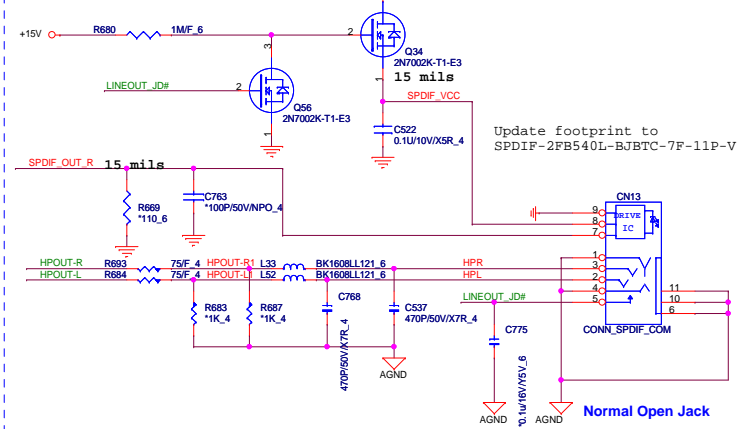 +15V
R680
1M/F_6
2
3
Q34
2N7002K-T1-E3
1
15 mils
LINEOUT_JD#
2
Q56
2N7002K-T1-E3
1
SPDIF_VCC
C522
0.1U/10V/X5R_4
Update footprint to
SPDIF-2FB540L-BJBTC-7F-11P-V
SPDIF_OUT_R
15 mils
R669
*110_6
C763
*100P/50V/NPO_4
CN13
9
8
7
DRIVE
IC
HPOUT-R
R693
75/F_4
HPOUT-R1
L33
BK1608LL121_6
HPR
HPOUT-L
R684
75/F_4
HPOUT-L1
L52
BK1608LL121_6
HPL
1
3
2
4
5
11
10
6
LINEOUT_JD#
R683
*1K_4
R687
*1K_4
C768
470P/50V/X7R_4
C537
470P/50V/X7R_4
C775
*0.1u/16V/Y5V_6
CONN_SPDIF_COM
AGND
AGND
AGND
Normal Open Jack